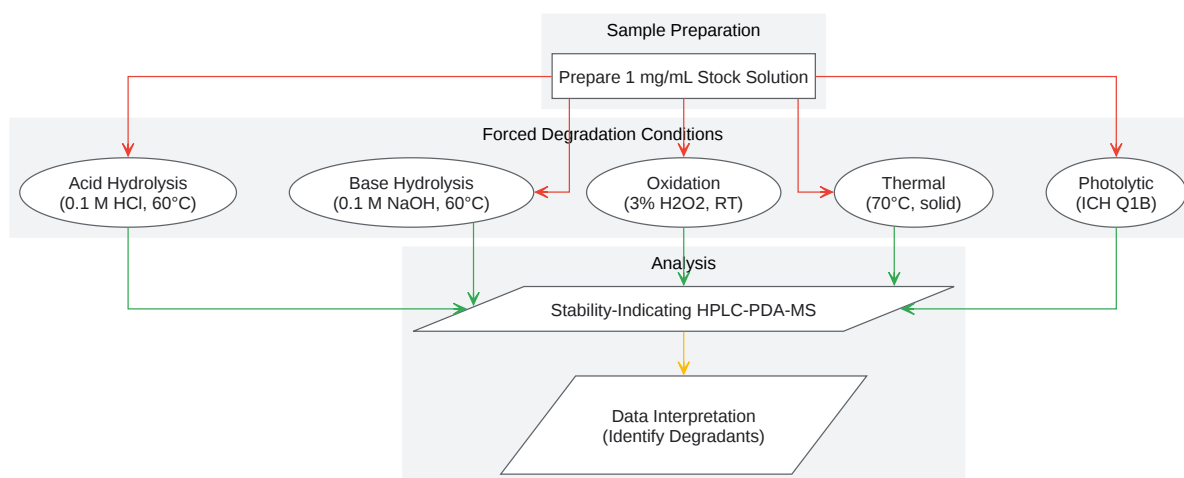 Sample Preparation
Prepare 1 mg/mL Stock Solution
Forced Degradation Conditions
Acid Hydrolysis
(0.1 M HCl, 60°C)
Base Hydrolysis
(0.1 M NaOH, 60°C)
Oxidation
(3% H2O2, RT)
Thermal
(70°C, solid)
Photolytic
(ICH Q1B)
Analysis
Stability-Indicating HPLC-PDA-MS
Data Interpretation
(Identify Degradants)